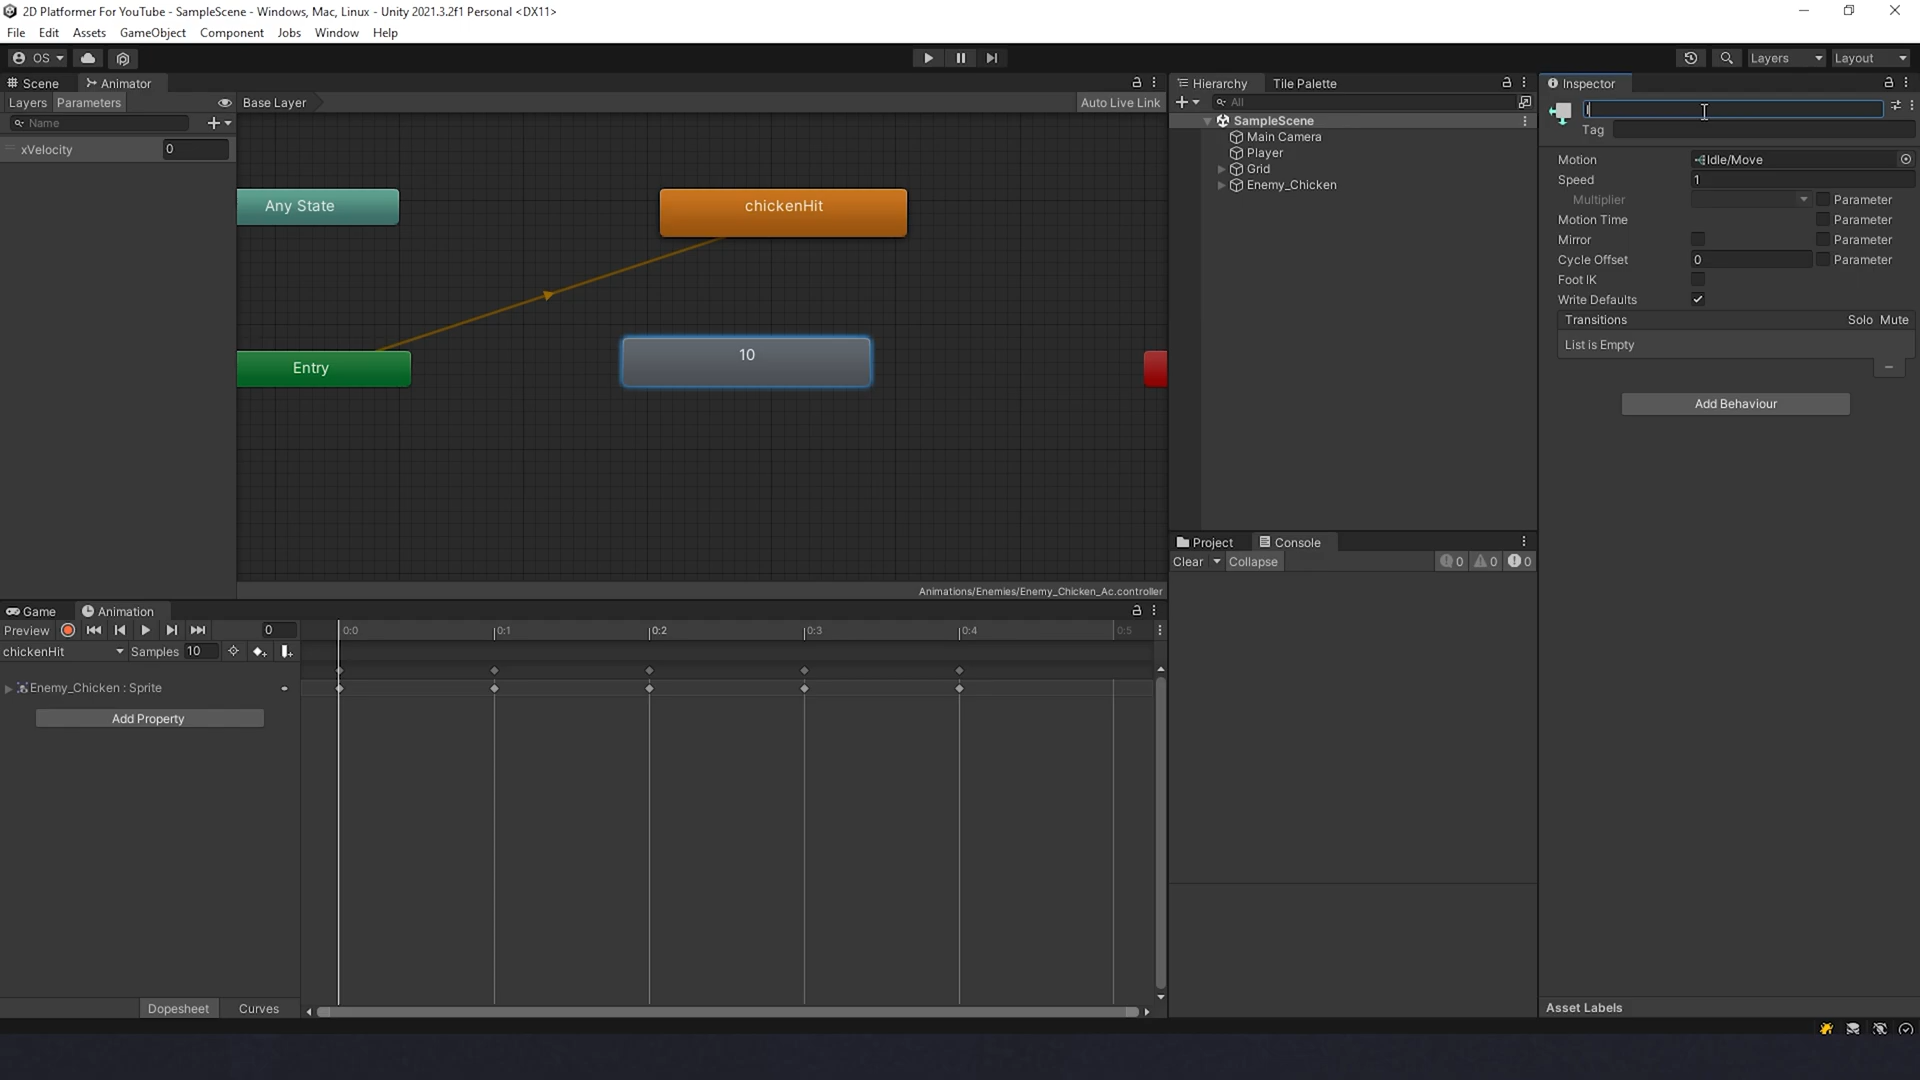 2D Platformer For YouTube - SampleScene - Windows, Mac, Linux - Unity 2021.3.2f1 Personal <DX11>
File Edit Assets GameObject Component Jobs Window Help
OS Layers Layout
Scene Animator
Layers Parameters Base Layer Auto Live Link
Name
xVelocity 0
Any State
chickenHit
Entry
10
Animations/Enemies/Enemy_Chicken_Ac.controller
Hierarchy Tile Palette
All
SampleScene
Main Camera
Player
Grid
Enemy_Chicken
Project Console
Clear Collapse 0 0 0
Inspector
Tag
Motion Idle/Move
Speed 1
Multiplier Parameter
Motion Time Parameter
Mirror Parameter
Cycle Offset 0 Parameter
Foot IK
Write Defaults
Transitions Solo Mute
List is Empty
Add Behaviour
Asset Labels
Game Animation
Preview 0 0:0 0:1 0:2 0:3 0:4 0:5
chickenHit Samples 10
Enemy_Chicken : Sprite
Add Property
Dopesheet Curves